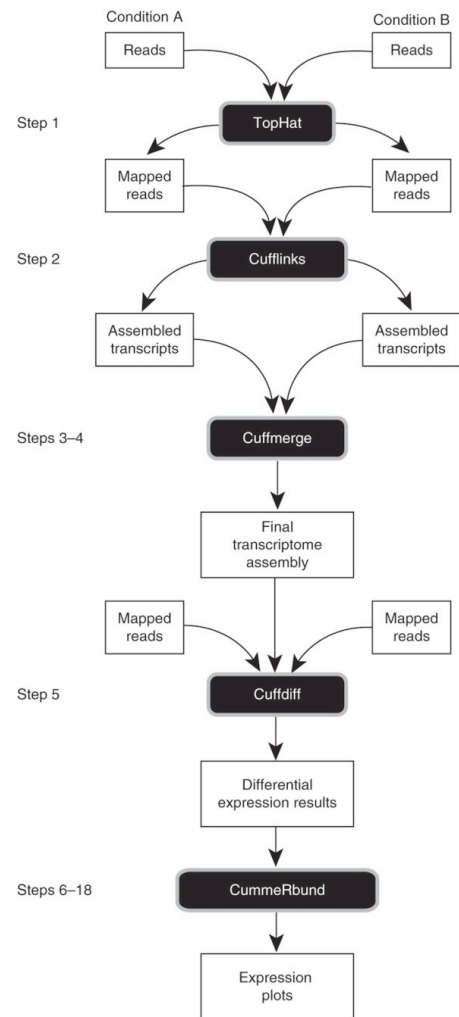 Condition A
Condition B
Reads
Reads
Step 1
TopHat
Mapped
reads
Mapped
reads
Step 2
Cufflinks
Assembled
transcripts
Assembled
transcripts
Steps 3–4
Cuffmerge
Final
transcriptome
assembly
Mapped
reads
Mapped
reads
Step 5
Cuffdiff
Differential
expression results
Steps 6–18
CummeRbund
Expression
plots